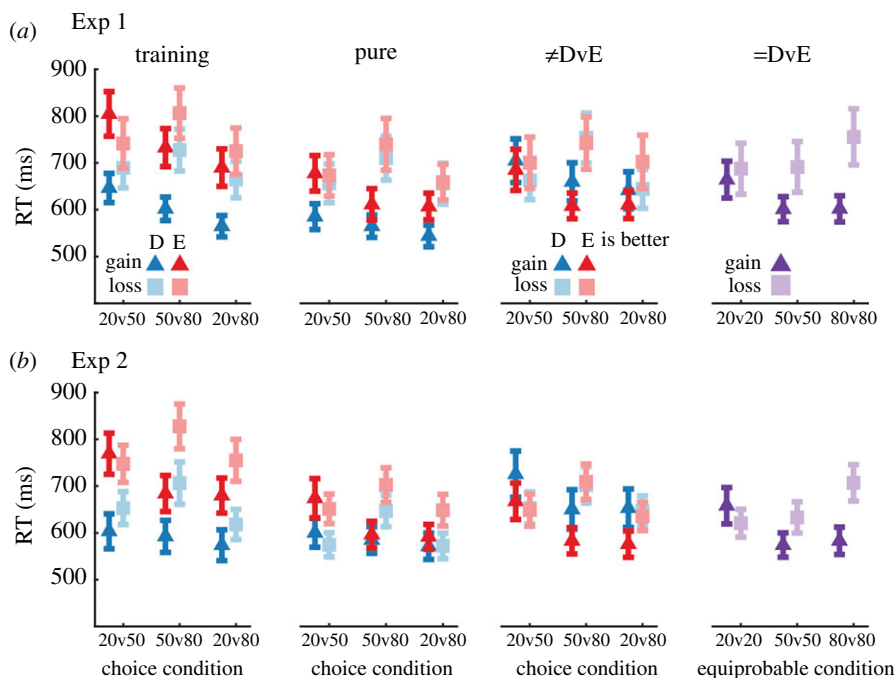 (a) Exp 1
training pure ≠DvE =DvE
900
800
700
600
500
RT (ms)
D E
gain
loss
D E is better
gain
loss
gain
loss
20v50 50v80 20v80 20v50 50v80 20v80 20v50 50v80 20v80 20v20 50v50 80v80
(b) Exp 2
900
800
700
600
500
RT (ms)
20v50 50v80 20v80 20v50 50v80 20v80 20v50 50v80 20v80 20v20 50v50 80v80
choice condition choice condition choice condition equiprobable condition